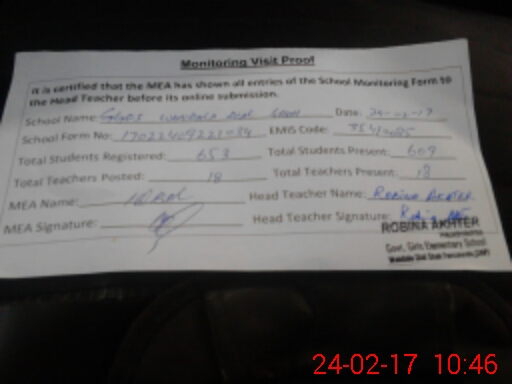 Monitoring Visit Proof
It is certified that the MEA has shown all entries of the School Monitoring Form to
the Head Teacher before its online submission.
School Name: GGES Date: 24-02-17
School Form No: EMIS Code:
Total Students Registered: 653 Total Students Present: 609
Total Teachers Posted: 18 Total Teachers Present: 18
MEA Name: Head Teacher Name: Robina Akhter
MEA Signature: Head Teacher Signature:
ROBINA AKHTER
Govt. Girls Elementary School
24-02-17 10:46